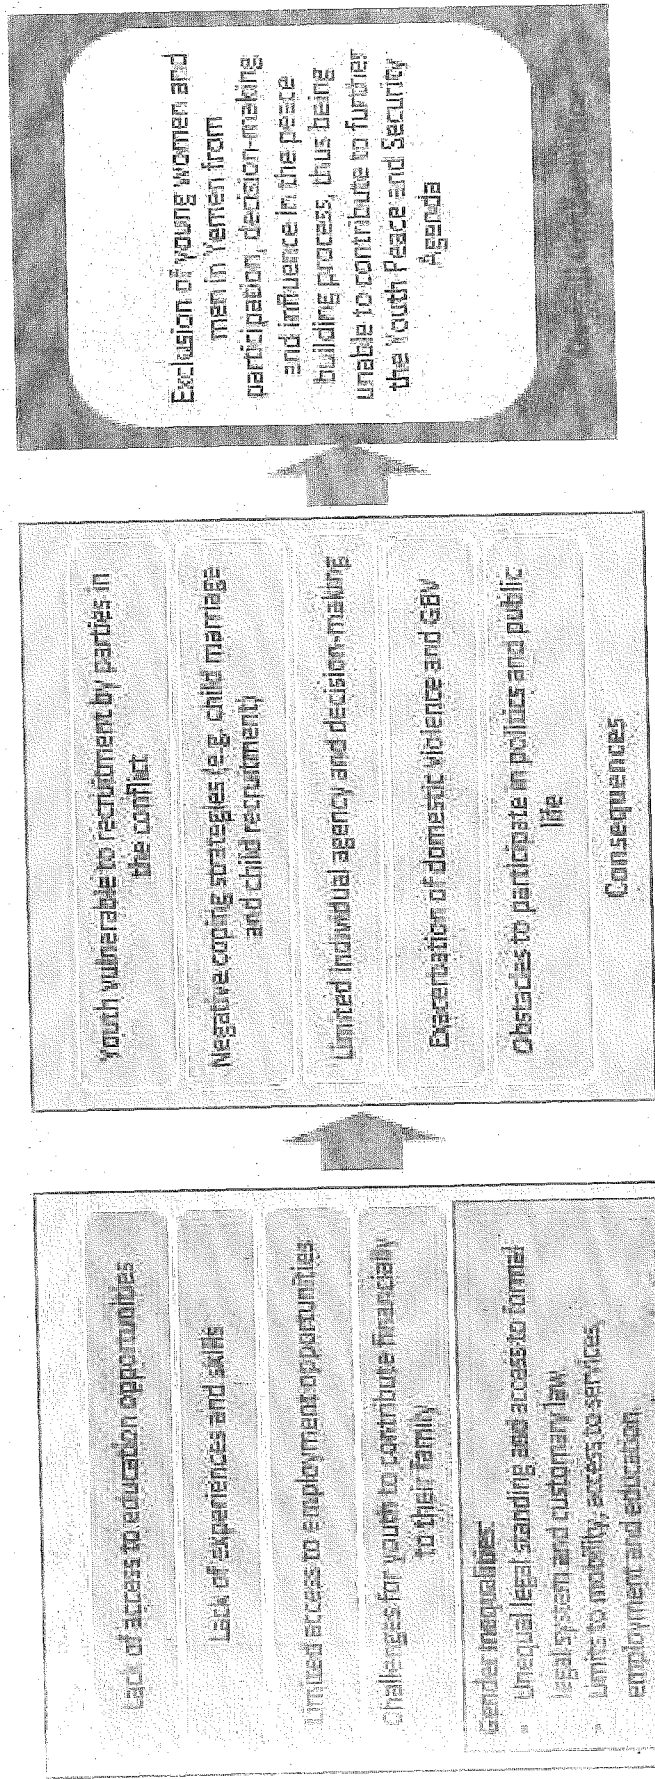 Lack of access to education opportunities
Lack of experiences and skills
Limited access to employment opportunities
Challenges for youth to contribute financially
to their family
Gender Inequalities:
Unequal legal standing and access to formal
legal system and customary law
Limits to mobility, access to services,
employment and education
Youth vulnerable to recruitment by parties in
the conflict
Negative coping strategies (e.g. child marriage
and child recruitment)
Limited individual agency and decision-making
Exacerbation of domestic violence and GBV
Obstacles to participate in politics and public
life
Consequences
Exclusion of young women and
men in Yemen from
participation, decision-making
and influence in the peace
building process, thus being
unable to contribute to further
the Youth Peace and Security
Agenda